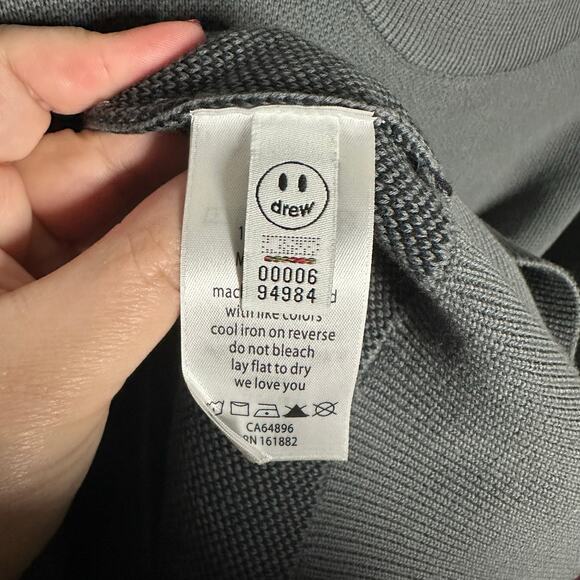 drew
00006
94984
with like colors
cool iron on reverse
do not bleach
lay flat to dry
we love you
CA64896
RN 161882